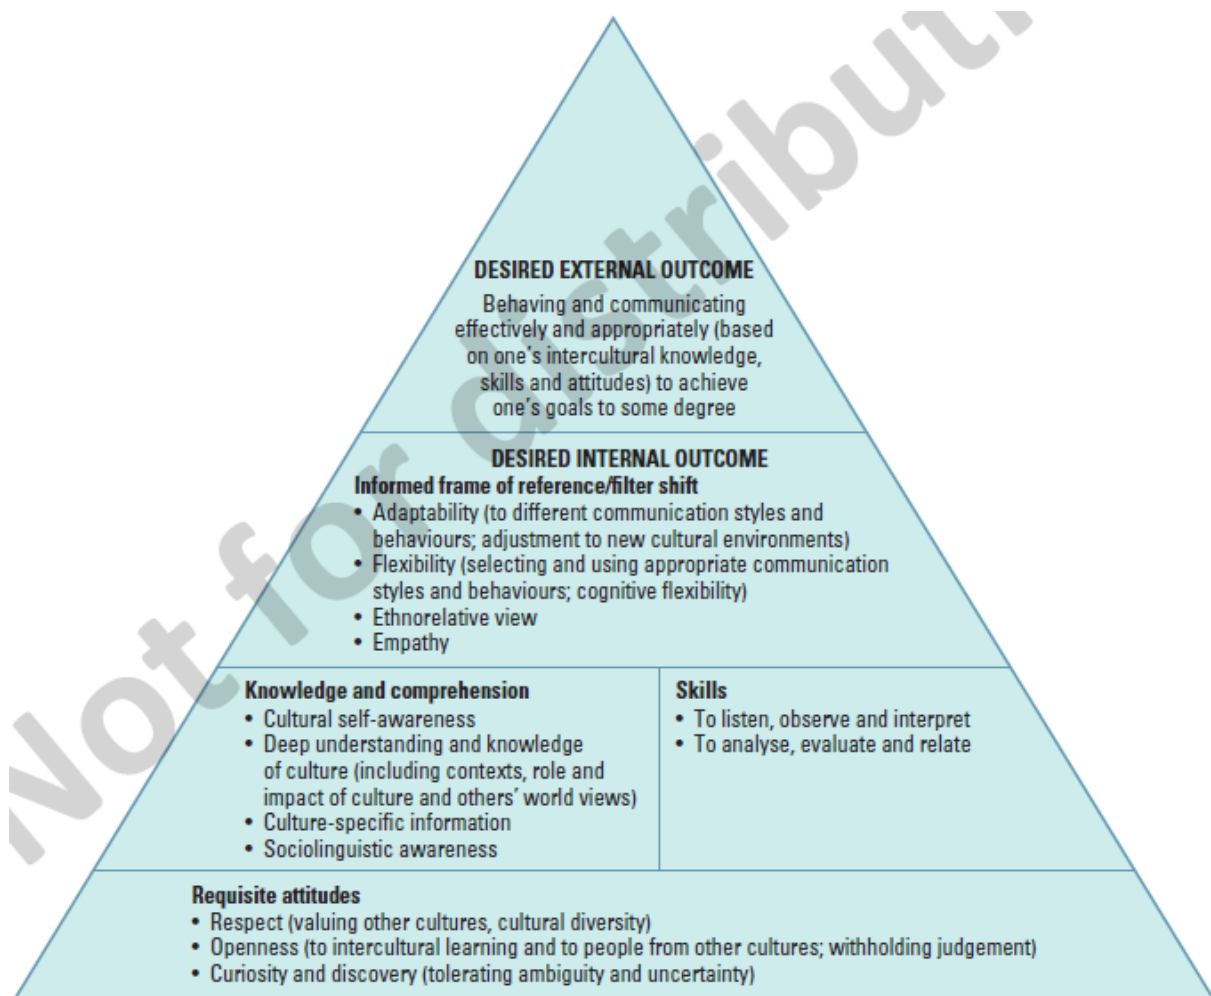 Not for distributi
DESIRED EXTERNAL OUTCOME
Behaving and communicating
effectively and appropriately (based
on one's intercultural knowledge,
skills and attitudes) to achieve
one's goals to some degree
DESIRED INTERNAL OUTCOME
Informed frame of reference/filter shift
• Adaptability (to different communication styles and
behaviours; adjustment to new cultural environments)
• Flexibility (selecting and using appropriate communication
styles and behaviours; cognitive flexibility)
• Ethnorelative view
• Empathy
Knowledge and comprehension
• Cultural self-awareness
• Deep understanding and knowledge
of culture (including contexts, role and
impact of culture and others' world views)
• Culture-specific information
• Sociolinguistic awareness
Skills
• To listen, observe and interpret
• To analyse, evaluate and relate
Requisite attitudes
• Respect (valuing other cultures, cultural diversity)
• Openness (to intercultural learning and to people from other cultures; withholding judgement)
• Curiosity and discovery (tolerating ambiguity and uncertainty)